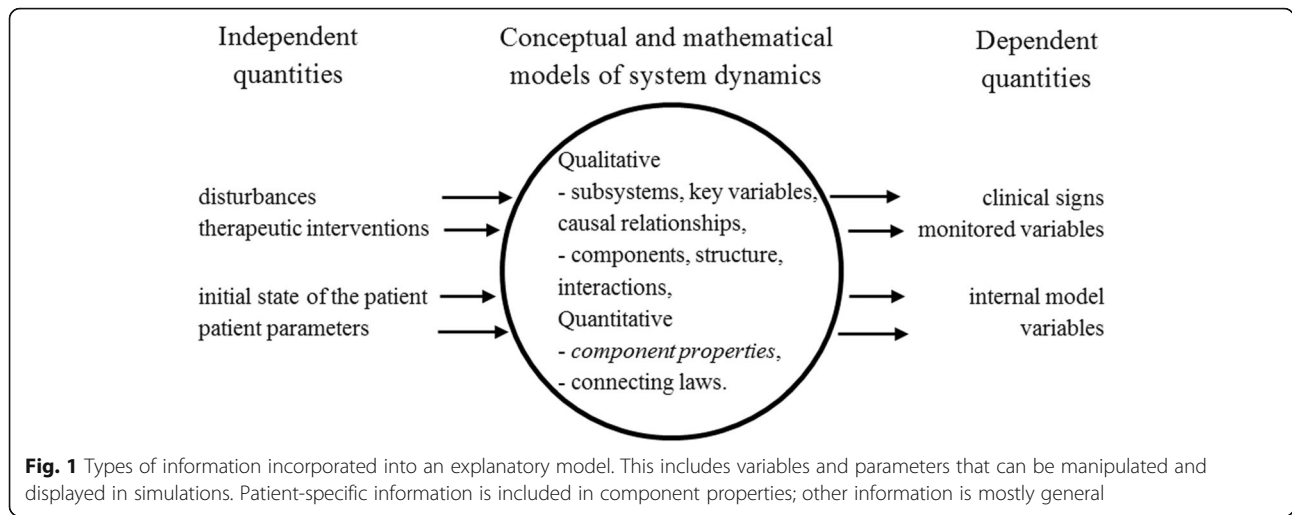 Independent
quantities
Conceptual and mathematical
models of system dynamics
Dependent
quantities
disturbances
therapeutic interventions
initial state of the patient
patient parameters
Qualitative
- subsystems, key variables,
causal relationships,
- components, structure,
interactions,
Quantitative
- component properties,
- connecting laws.
clinical signs
monitored variables
internal model
variables
Fig. 1 Types of information incorporated into an explanatory model. This includes variables and parameters that can be manipulated and
displayed in simulations. Patient-specific information is included in component properties; other information is mostly general